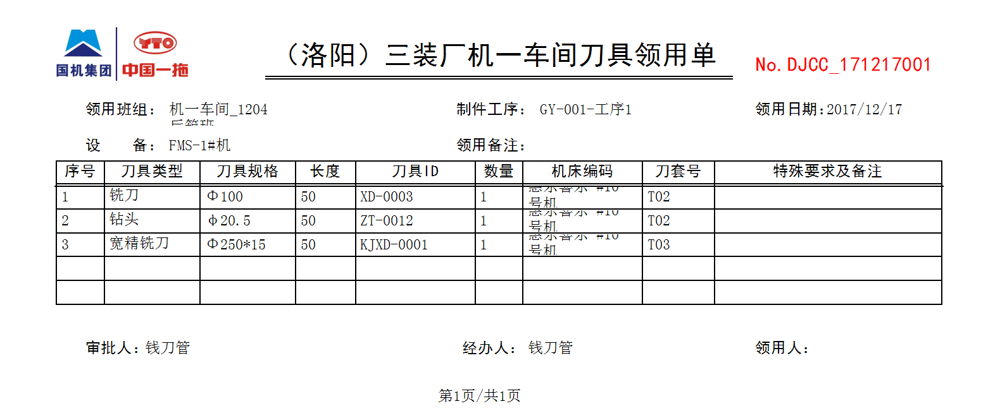 国机集团 YTO 中国一拖
（洛阳）三装厂机一车间刀具领用单
No. DJCC_171217001
领用班组： 机一车间_1204 制件工序： GY-001-工序1 领用日期：2017/12/17
设 备： FMS-1#机 领用备注：
序号 刀具类型 刀具规格 长度 刀具ID 数量 机床编码 刀套号 特殊要求及备注
1 铣刀 Φ100 50 XD-0003 1 #10 号机 T02
2 钻头 φ20.5 50 ZT-0012 1 #10 号机 T02
3 宽精铣刀 Φ250*15 50 KJXD-0001 1 #10 号机 T03
审批人：钱刀管 经办人： 钱刀管 领用人：
第1页/共1页